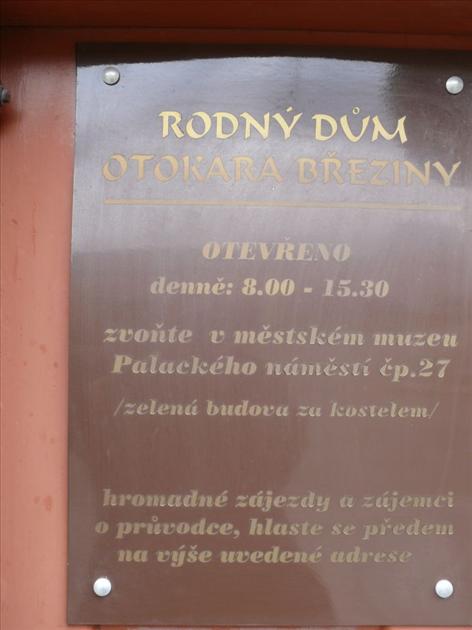 RODNÝ DŮM
OTOKARA BŘEZINY
OTEVŘENO
denně: 8.00 - 15.30
zvoňte v městském muzeu
Palackého náměstí čp.27
/zelená budova za kostelem/
hromadné zájezdy a zájemci
o průvodce, hlaste se předem
na výše uvedené adrese